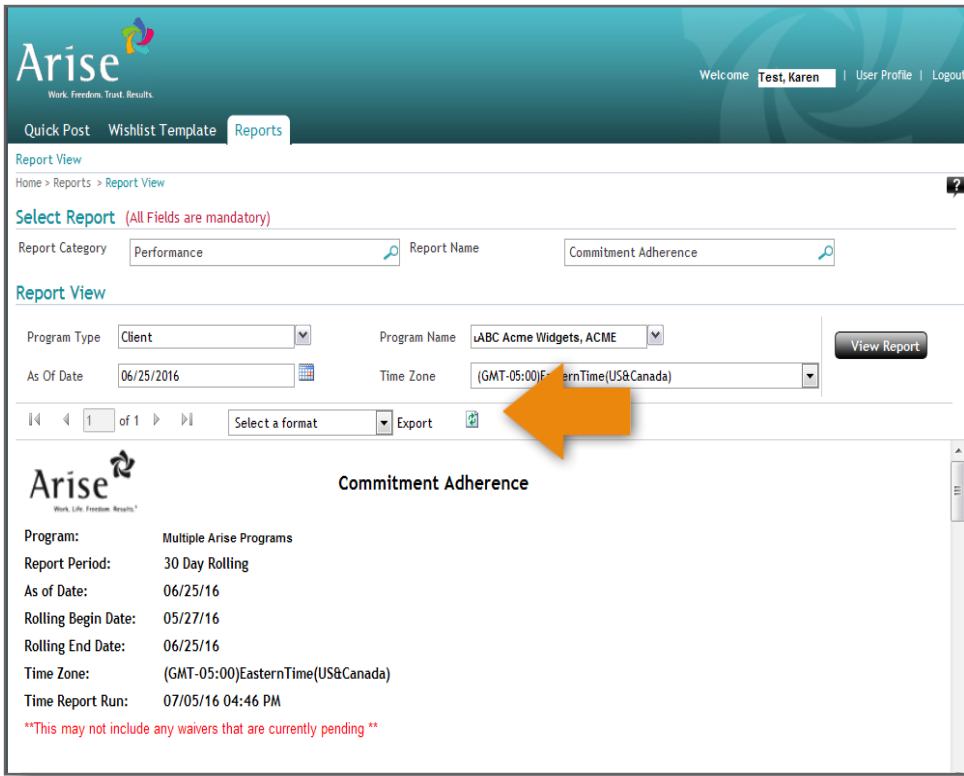 Arise
Work. Freedom. Trust. Results.
Welcome Test, Karen | User Profile | Logout
Quick Post Wishlist Template Reports
Report View
Home > Reports > Report View
?
Select Report (All Fields are mandatory)
Report Category Performance Report Name Commitment Adherence
Report View
Program Type Client Program Name ABC Acme Widgets, ACME
View Report
As Of Date 06/25/2016 Time Zone (GMT-05:00)EasternTime(US&Canada)
1 of 1 Select a format Export
Arise
Work. Life. Freedom. Results.
Commitment Adherence
Program: Multiple Arise Programs
Report Period: 30 Day Rolling
As of Date: 06/25/16
Rolling Begin Date: 05/27/16
Rolling End Date: 06/25/16
Time Zone: (GMT-05:00)EasternTime(US&Canada)
Time Report Run: 07/05/16 04:46 PM
**This may not include any waivers that are currently pending **